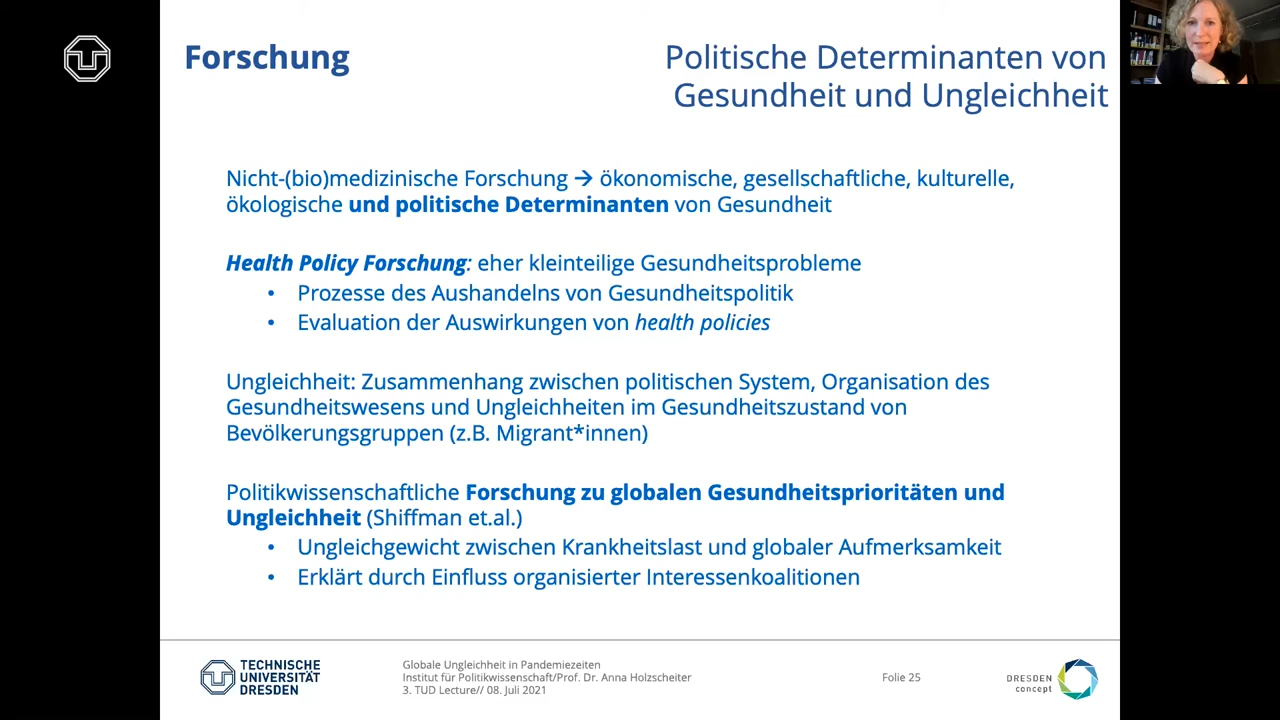 Forschung
Politische Determinanten von
Gesundheit und Ungleichheit
Nicht-(bio)medizinische Forschung → ökonomische, gesellschaftliche, kulturelle,
ökologische und politische Determinanten von Gesundheit
Health Policy Forschung: eher kleinteilige Gesundheitsprobleme
• Prozesse des Aushandelns von Gesundheitspolitik
• Evaluation der Auswirkungen von health policies
Ungleichheit: Zusammenhang zwischen politischen System, Organisation des
Gesundheitswesens und Ungleichheiten im Gesundheitszustand von
Bevölkerungsgruppen (z.B. Migrant*innen)
Politikwissenschaftliche Forschung zu globalen Gesundheitsprioritäten und
Ungleichheit (Shiffman et.al.)
• Ungleichgewicht zwischen Krankheitslast und globaler Aufmerksamkeit
• Erklärt durch Einfluss organisierter Interessenkoalitionen
TECHNISCHE
UNIVERSITÄT
DRESDEN
Globale Ungleichheit in Pandemiezeiten
Institut für Politikwissenschaft/Prof. Dr. Anna Holzscheiter
3. TUD Lecture// 08. Juli 2021
Folie 25
DRESDEN
concept